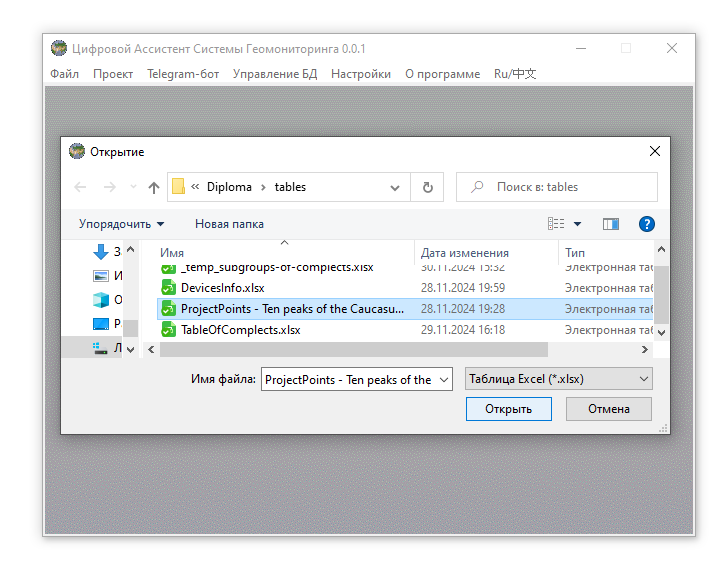 Цифровой Ассистент Системы Геомониторинга 0.0.1
Файл Проект Telegram-бот Управление БД Настройки О программе Ru/中文
Открытие
« Diploma › tables
Поиск в: tables
Упорядочить Новая папка
Имя Дата изменения Тип
_temp_subgroups-of-complects.xlsx 30.11.2024 15:32 Электронная таб
DevicesInfo.xlsx 28.11.2024 19:59 Электронная таб
ProjectPoints - Ten peaks of the Caucasu... 28.11.2024 19:28 Электронная таб
TableOfComplects.xlsx 29.11.2024 16:18 Электронная таб
Имя файла: ProjectPoints - Ten peaks of the Таблица Excel (*.xlsx)
Открыть Отмена